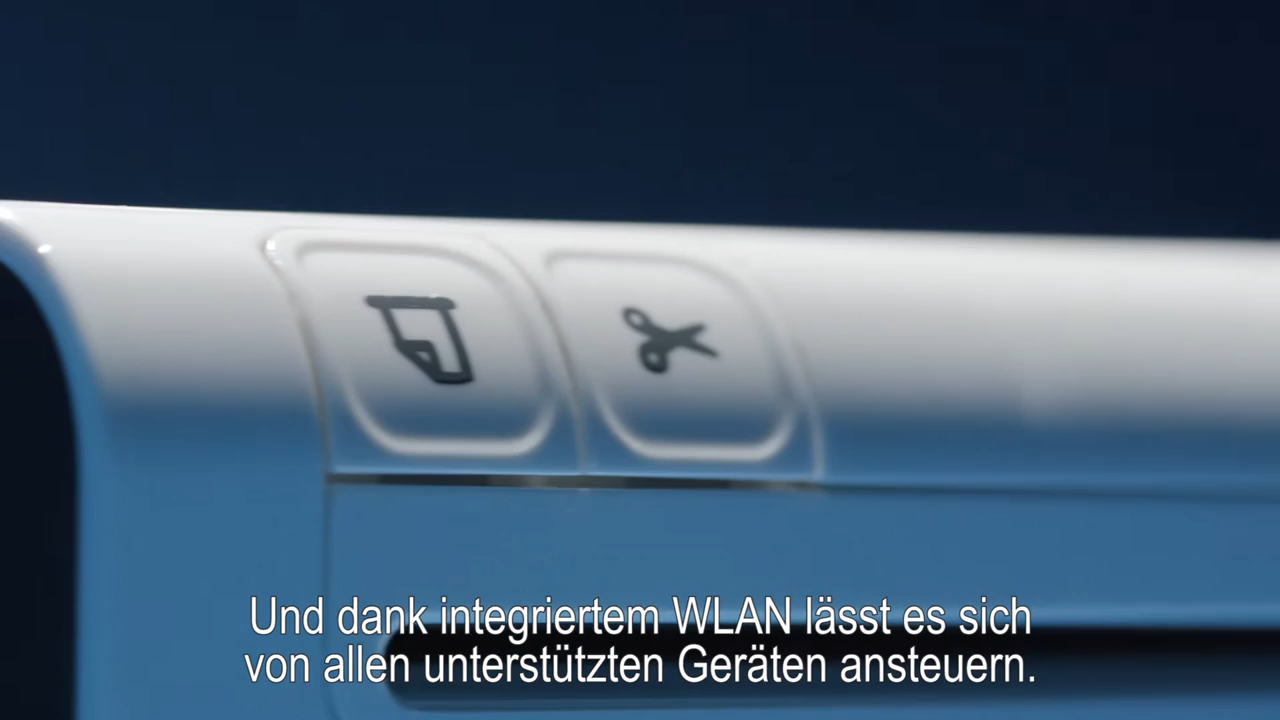 Und dank integriertem WLAN lässt es sich
von allen unterstützten Geräten ansteuern.